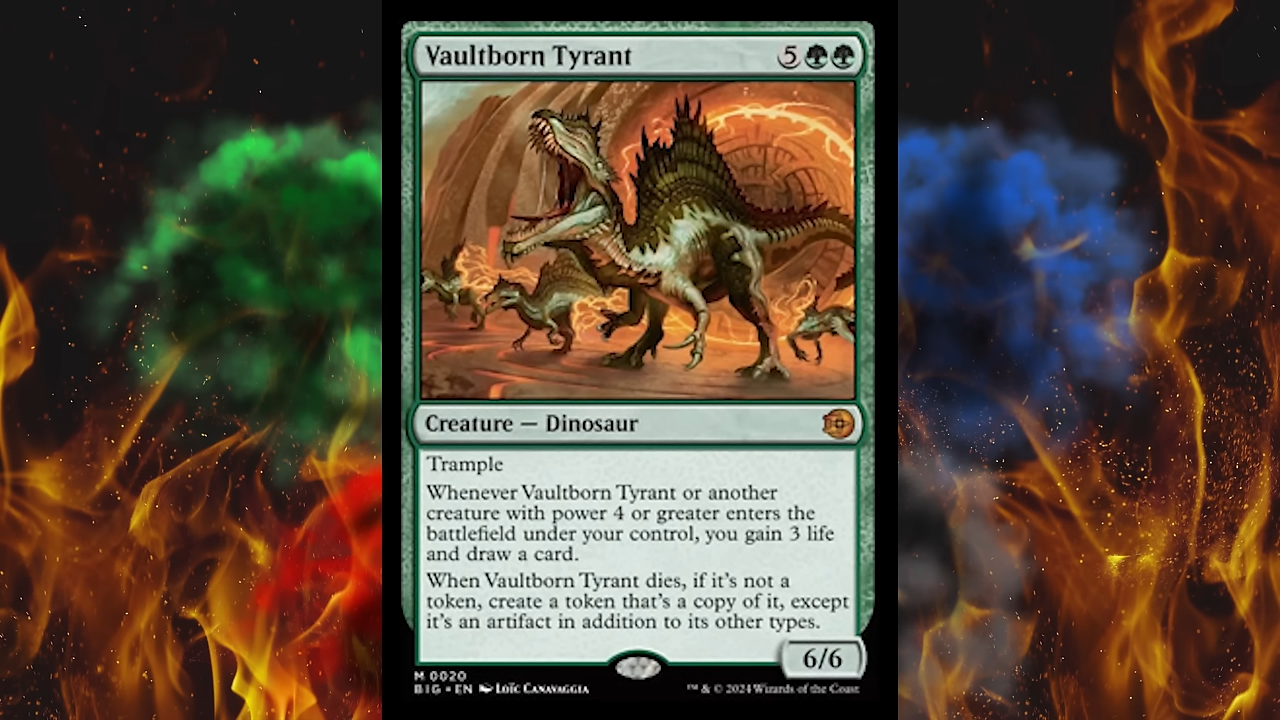 Vaultborn Tyrant 5
Creature — Dinosaur
Trample
Whenever Vaultborn Tyrant or another
creature with power 4 or greater enters the
battlefield under your control, you gain 3 life
and draw a card.
When Vaultborn Tyrant dies, if it's not a
token, create a token that's a copy of it, except
it's an artifact in addition to its other types.
6/6
M 0020
BIG • EN Loïc Canavaggia
™ & © 2024 Wizards of the Coast